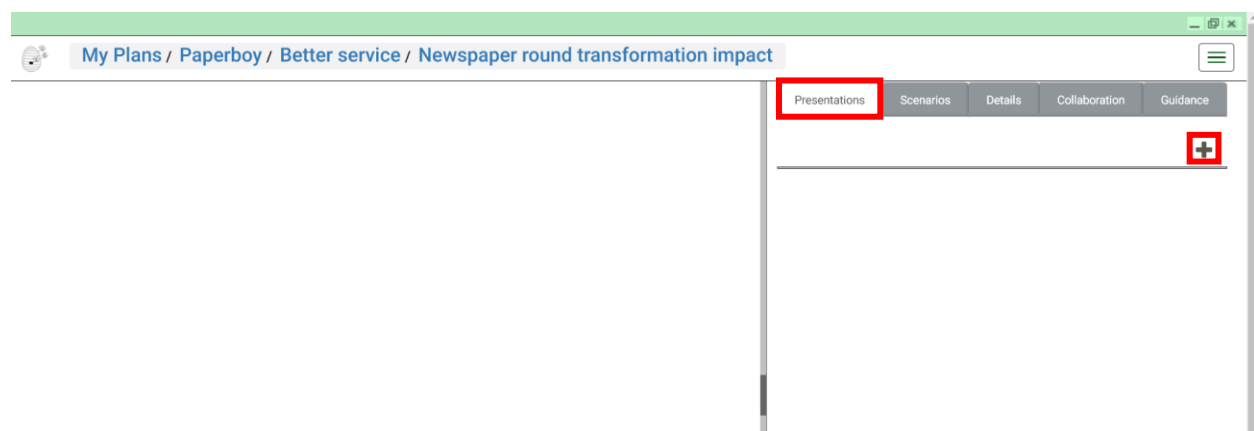 My Plans / Paperboy / Better service / Newspaper round transformation impact
Presentations Scenarios Details Collaboration Guidance